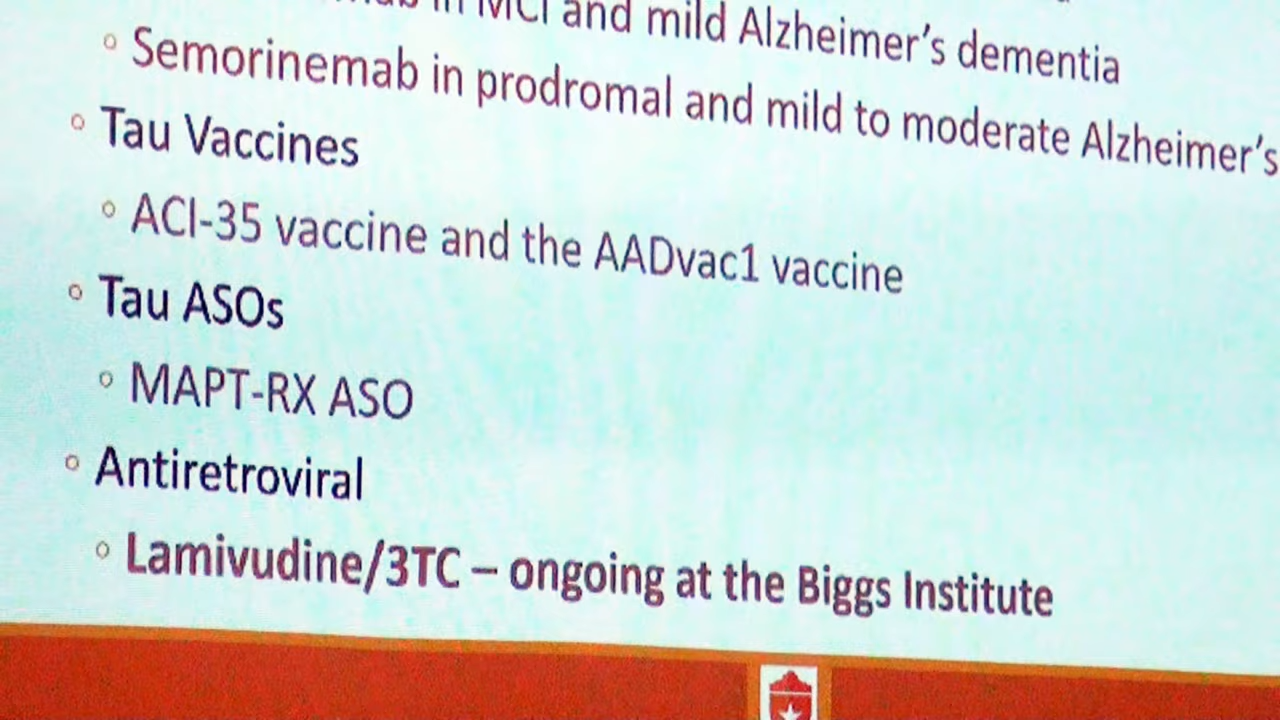 in MCI and mild Alzheimer's dementia
Semorinemab in prodromal and mild to moderate Alzheimer's
Tau Vaccines
ACI-35 vaccine and the AADvac1 vaccine
Tau ASOs
MAPT-RX ASO
Antiretroviral
Lamivudine/3TC – ongoing at the Biggs Institute